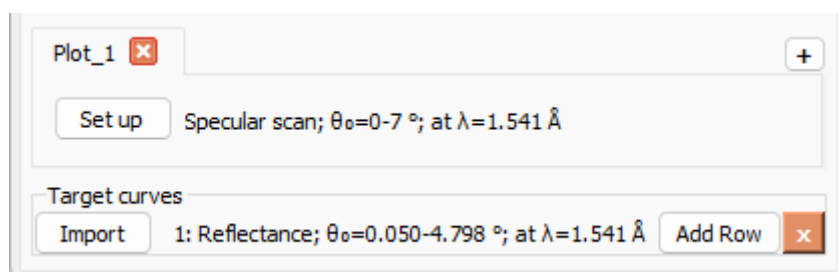 Plot_1 x
+
Set up Specular scan; θ₀=0-7 °; at λ=1.541 Å
Target curves
Import 1: Reflectance; θ₀=0.050-4.798 °; at λ=1.541 Å Add Row x